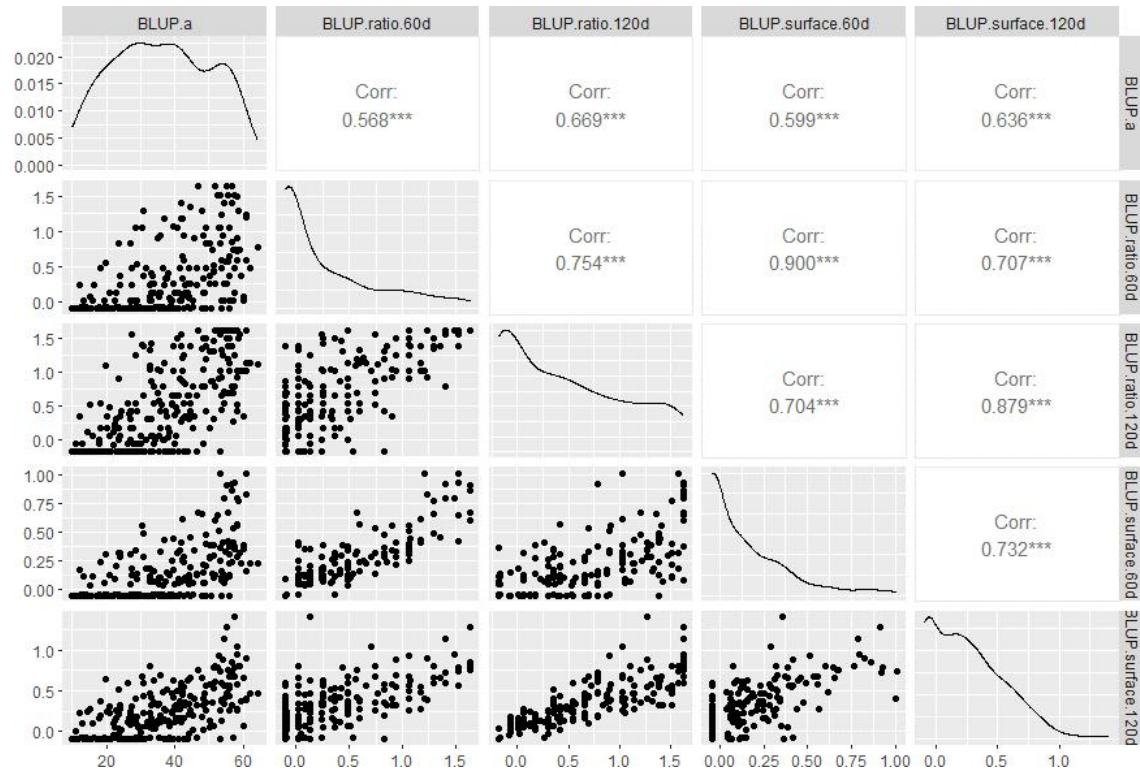 BLUP.a
BLUP.ratio.60d
BLUP.ratio.120d
BLUP.surface.60d
BLUP.surface.120d
0.020
0.015
0.010
0.005
0.000
Corr:
0.568***
Corr:
0.669***
Corr:
0.599***
Corr:
0.636***
BLUP.a
1.5
1.0
0.5
0.0
Corr:
0.754***
Corr:
0.900***
Corr:
0.707***
BLUP.ratio.60d
1.5
1.0
0.5
0.0
Corr:
0.704***
Corr:
0.879***
BLUP.ratio.120d
1.00
0.75
0.50
0.25
0.00
Corr:
0.732***
BLUP.surface.60d
1.0
0.5
0.0
BLUP.surface.120d
20 40 60
0.0 0.5 1.0 1.5
0.0 0.5 1.0 1.5
0.00 0.25 0.50 0.75 1.00
0.0 0.5 1.0